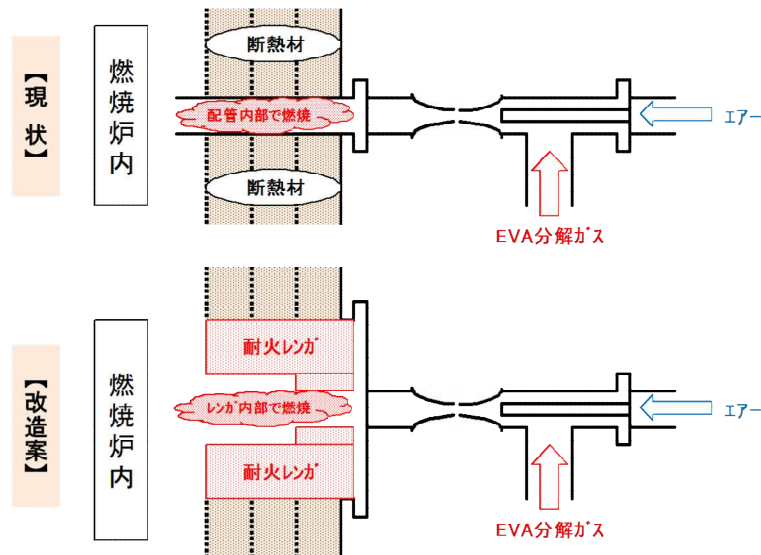 【現状】
燃焼炉内
断熱材
配管内部で燃焼
断熱材
エアー
EVA分解ガス
【改造案】
燃焼炉内
耐火レンガ
レンガ内部で燃焼
耐火レンガ
エアー
EVA分解ガス